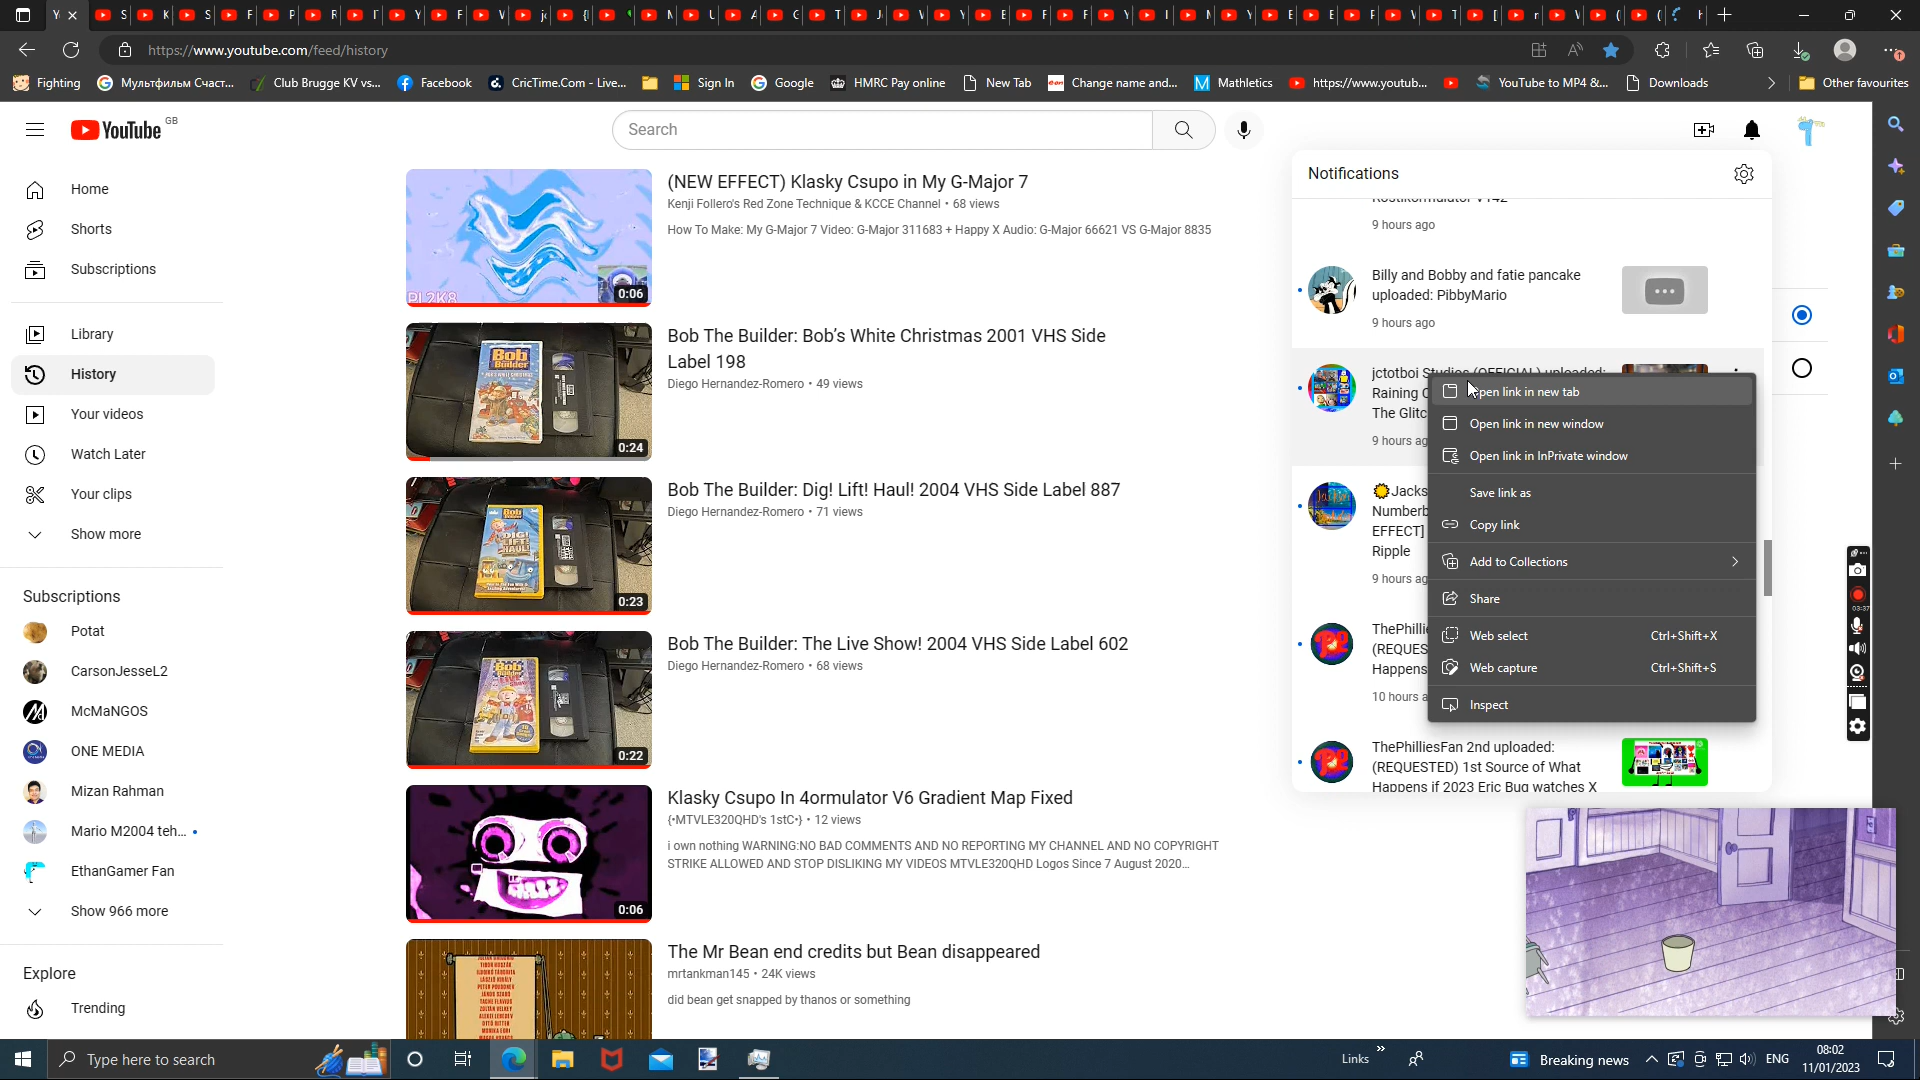 https://www.youtube.com/feed/history
Fighting
Мультфильм Счаст...
Club Brugge KV vs...
Facebook
CricTime.Com - Live...
Sign In
Google
HMRC Pay online
New Tab
Change name and...
Mathletics
https://www.youtub...
YouTube to MP4 &...
Downloads
Other favourites
YouTube GB
Search
Home
Shorts
Subscriptions
Library
History
Your videos
Watch Later
Your clips
Show more
Subscriptions
Potat
CarsonJesseL2
McMaNGOS
ONE MEDIA
Mizan Rahman
Mario M2004 teh...
EthanGamer Fan
Show 966 more
Explore
Trending
(NEW EFFECT) Klasky Csupo in My G-Major 7
Kenji Follero's Red Zone Technique & KCCE Channel • 68 views
How To Make: My G-Major 7 Video: G-Major 311683 + Happy X Audio: G-Major 66621 VS G-Major 8835
PL2K8
0:06
Bob The Builder: Bob's White Christmas 2001 VHS Side
Label 198
Diego Hernandez-Romero • 49 views
0:24
Bob The Builder: Dig! Lift! Haul! 2004 VHS Side Label 887
Diego Hernandez-Romero • 71 views
0:23
Bob The Builder: The Live Show! 2004 VHS Side Label 602
Diego Hernandez-Romero • 68 views
0:22
Klasky Csupo In 4ormulator V6 Gradient Map Fixed
{•MTVLE320QHD's 1stC•} • 12 views
i own nothing WARNING:NO BAD COMMENTS AND NO REPORTING MY CHANNEL AND NO COPYRIGHT
STRIKE ALLOWED AND STOP DISLIKING MY VIDEOS MTVLE320QHD Logos Since 7 August 2020...
0:06
The Mr Bean end credits but Bean disappeared
mrtankman145 • 24K views
did bean get snapped by thanos or something
Notifications
9 hours ago
Billy and Bobby and fatie pancake
uploaded: PibbyMario
9 hours ago
jctotboi Studios (OFFICIAL) uploaded:
Raining
The Glitc
9 hours ag
Jacks
Numberb
EFFECT]
Ripple
9 hours ag
ThePhillie
(REQUES
Happens
10 hours a
ThePhilliesFan 2nd uploaded:
(REQUESTED) 1st Source of What
Happens if 2023 Eric Bug watches X
Open link in new tab
Open link in new window
Open link in InPrivate window
Save link as
Copy link
Add to Collections
Share
Web select Ctrl+Shift+X
Web capture Ctrl+Shift+S
Inspect
03:37
Type here to search
Links
Breaking news
ENG
08:02
11/01/2023